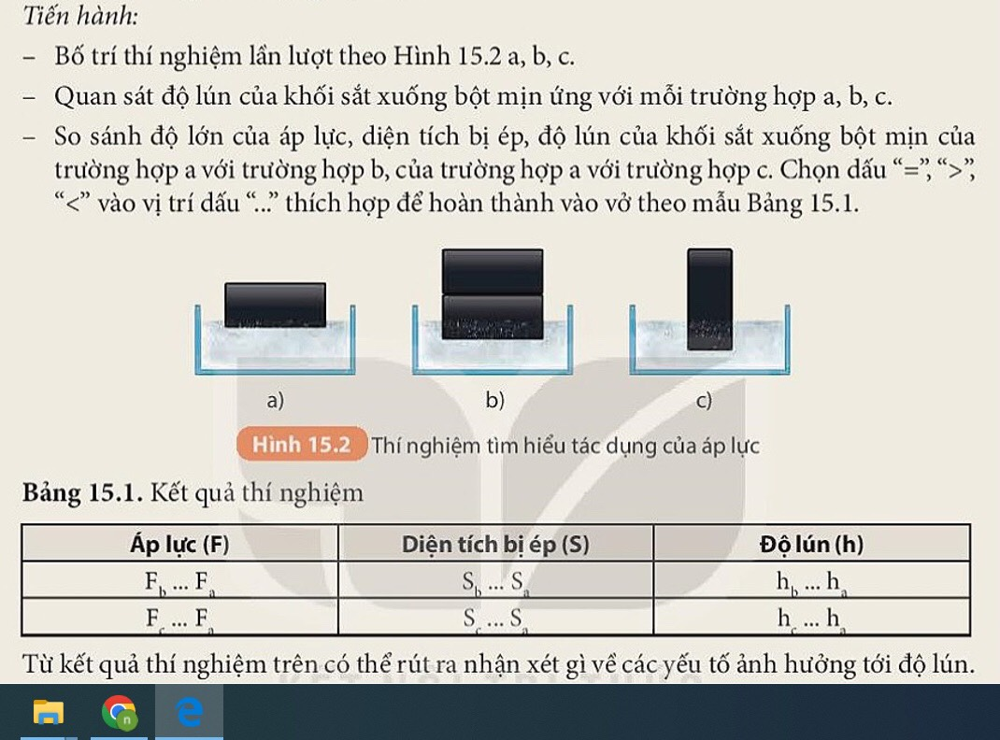 Tiến hành:
– Bố trí thí nghiệm lần lượt theo Hình 15.2 a, b, c.
– Quan sát độ lún của khối sắt xuống bột mịn ứng với mỗi trường hợp a, b, c.
– So sánh độ lớn của áp lực, diện tích bị ép, độ lún của khối sắt xuống bột mịn của
trường hợp a với trường hợp b, của trường hợp a với trường hợp c. Chọn dấu “=”, “>”,
“<” vào vị trí dấu “...” thích hợp để hoàn thành vào vở theo mẫu Bảng 15.1.
a) b) c)
Hình 15.2 Thí nghiệm tìm hiểu tác dụng của áp lực
Bảng 15.1. Kết quả thí nghiệm
Áp lực (F) Diện tích bị ép (S) Độ lún (h)
F_b ... F_a S_b ... S_a h_b ... h_a
F_c ... F_a S_c ... S_a h_c ... h_a
Từ kết quả thí nghiệm trên có thể rút ra nhận xét gì về các yếu tố ảnh hưởng tới độ lún.
n